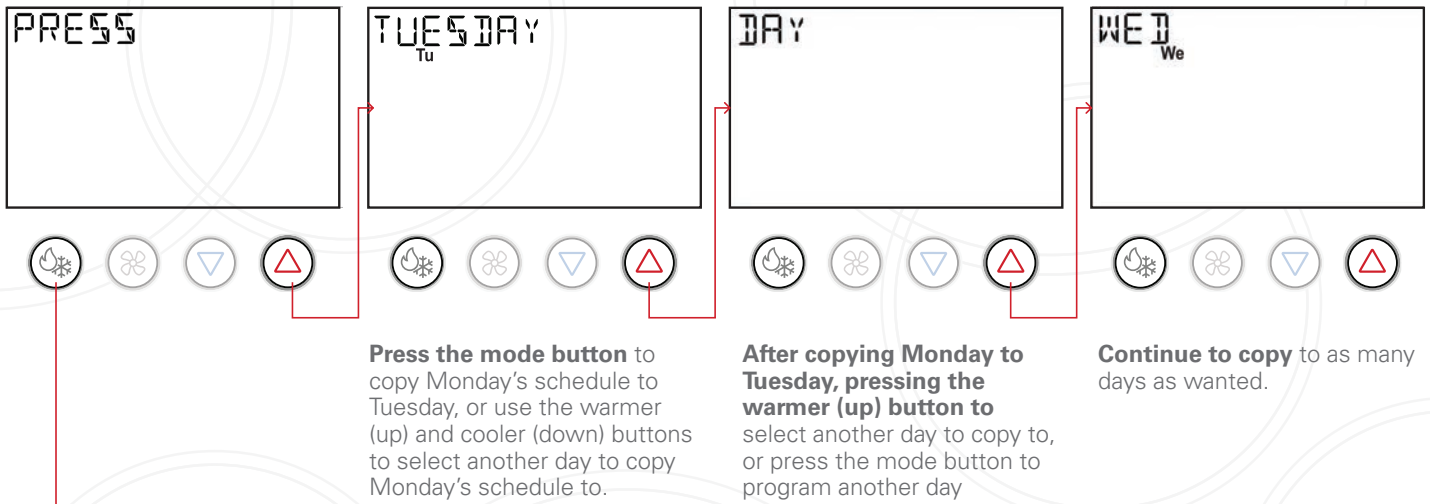 PRESS
TUESDAY
Tu
DAY
WED
We
Press the mode button to
copy Monday's schedule to
Tuesday, or use the warmer
(up) and cooler (down) buttons
to select another day to copy
Monday's schedule to.
After copying Monday to
Tuesday, pressing the
warmer (up) button to
select another day to copy to,
or press the mode button to
program another day
Continue to copy to as many
days as wanted.